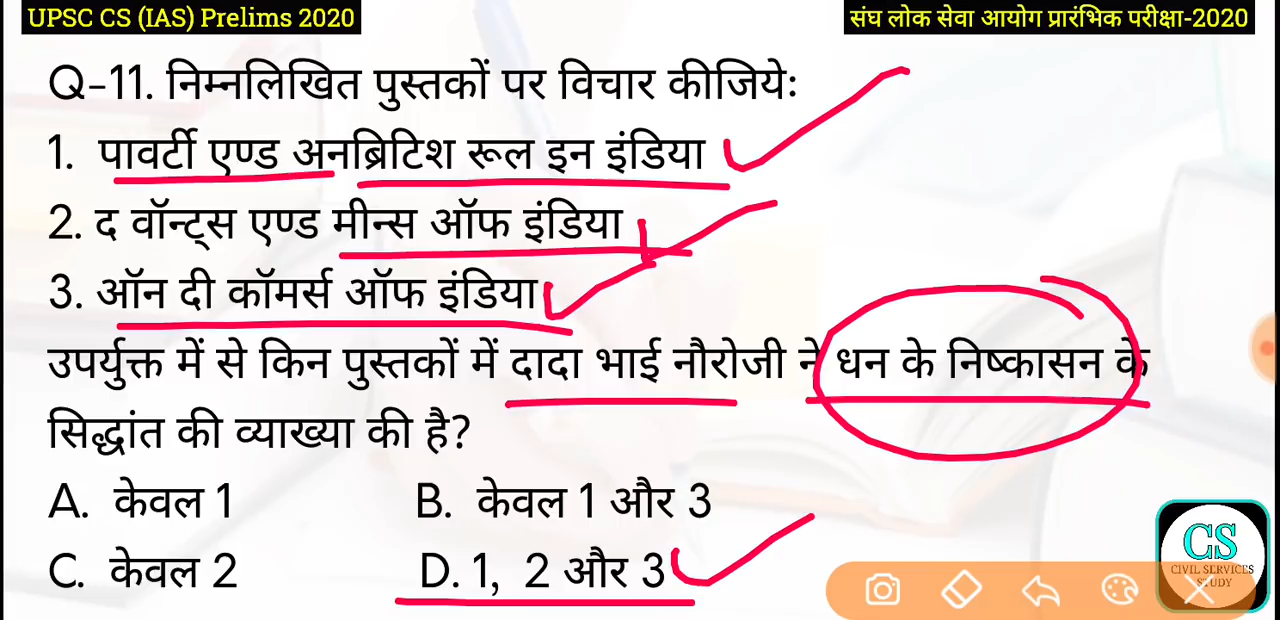 UPSC CS (IAS) Prelims 2020
संघ लोक सेवा आयोग प्रारंभिक परीक्षा-2020
Q-11. निम्नलिखित पुस्तकों पर विचार कीजियेः
1. पावर्टी एण्ड अनब्रिटिश रूल इन इंडिया
2. द वॉन्ट्स एण्ड मीन्स ऑफ इंडिया
3. ऑन दी कॉमर्स ऑफ इंडिया
उपर्युक्त में से किन पुस्तकों में दादा भाई नौरोजी ने धन के निष्कासन के
सिद्धांत की व्याख्या की है?
A. केवल 1 B. केवल 1 और 3
C. केवल 2 D. 1, 2 और 3
CS
CIVIL SERVICES
STUDY